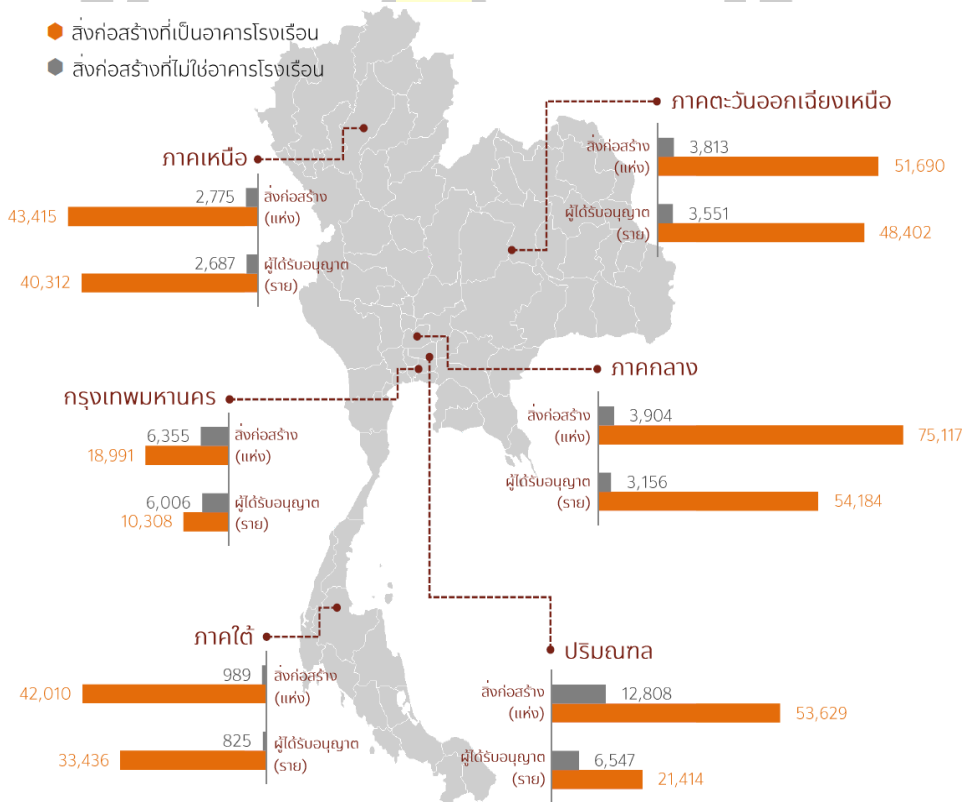 สิ่งก่อสร้างที่เป็นอาคารโรงเรือน
สิ่งก่อสร้างที่ไม่ใช่อาคารโรงเรือน
ภาคตะวันออกเฉียงเหนือ
สิ่งก่อสร้าง
(แห่ง)
3,813
51,690
ผู้ได้รับอนุญาต
(ราย)
3,551
48,402
ภาคเหนือ
2,775
43,415
สิ่งก่อสร้าง
(แห่ง)
2,687
40,312
ผู้ได้รับอนุญาต
(ราย)
ภาคกลาง
สิ่งก่อสร้าง
(แห่ง)
3,904
75,117
ผู้ได้รับอนุญาต
(ราย)
3,156
54,184
กรุงเทพมหานคร
6,355
18,991
สิ่งก่อสร้าง
(แห่ง)
6,006
10,308
ผู้ได้รับอนุญาต
(ราย)
ภาคใต้
989
42,010
สิ่งก่อสร้าง
(แห่ง)
825
33,436
ผู้ได้รับอนุญาต
(ราย)
ปริมณฑล
สิ่งก่อสร้าง
(แห่ง)
12,808
53,629
ผู้ได้รับอนุญาต
(ราย)
6,547
21,414